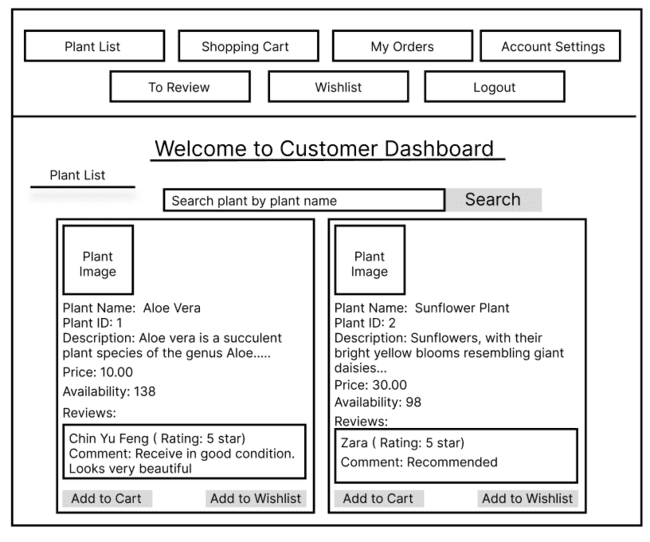 Plant List
Shopping Cart
My Orders
Account Settings
To Review
Wishlist
Logout
Welcome to Customer Dashboard
Plant List
Search plant by plant name
Search
Plant
Image
Plant Name:  Aloe Vera
Plant ID: 1
Description: Aloe vera is a succulent
plant species of the genus Aloe.....
Price: 10.00
Availability: 138
Reviews:
Chin Yu Feng ( Rating: 5 star)
Comment: Receive in good condition.
Looks very beautiful
Add to Cart
Add to Wishlist
Plant
Image
Plant Name:  Sunflower Plant
Plant ID: 2
Description: Sunflowers, with their
bright yellow blooms resembling giant
daisies...
Price: 30.00
Availability: 98
Reviews:
Zara ( Rating: 5 star)
Comment: Recommended
Add to Cart
Add to Wishlist